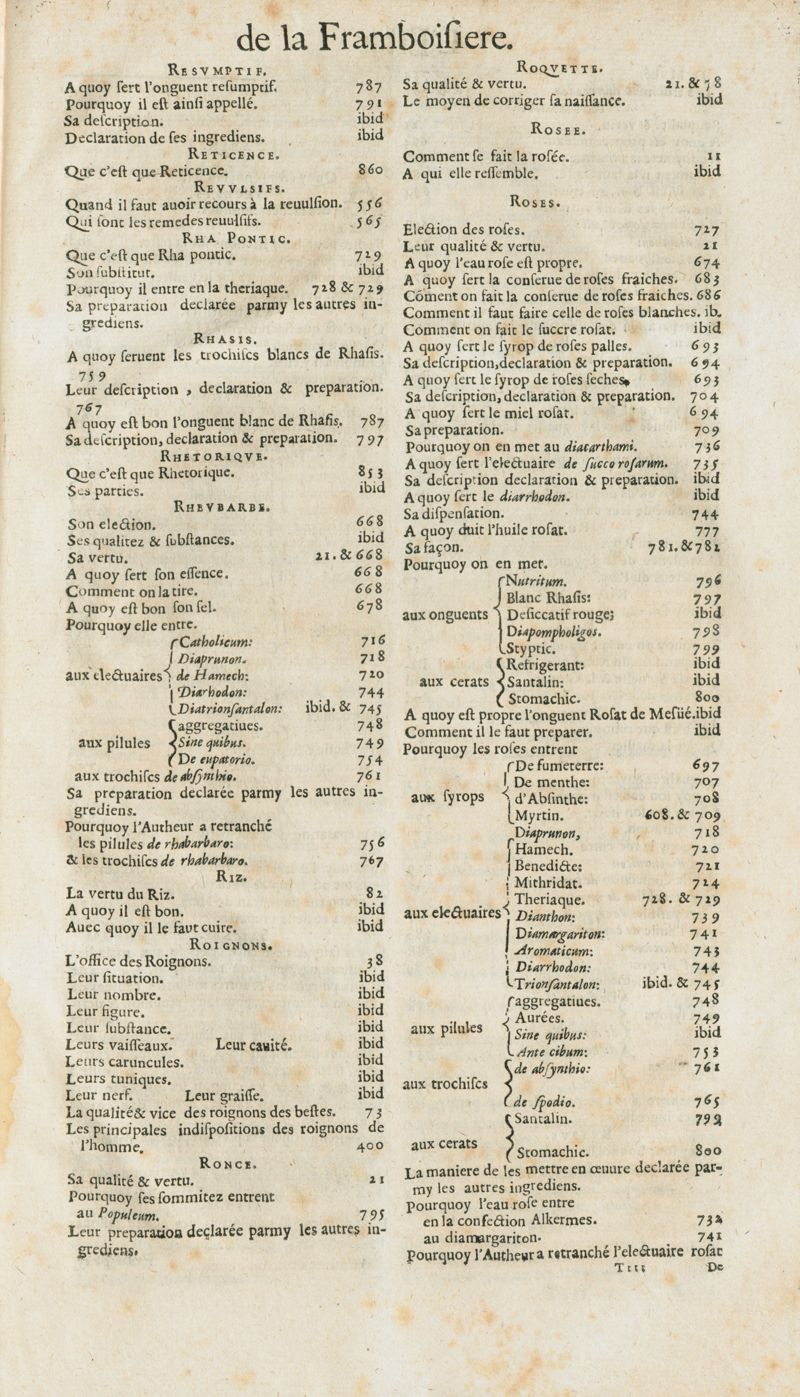 de la Framboiſiere.
RESVMPTIF.
A quoy ſert l'onguent reſumptif. 787
Pourquoy il eſt ainſi appellé. 791
Sa deſcription. ibid
Declaration de ſes ingrediens. ibid
RETICENCE.
Que c'eſt que Reticence. 860
REVVLSIFS.
Quand il faut auoir recours à la reuulſion. 556
Qui ſont les remedes reuulſifs. 565
RHA PONTIC.
Que c'eſt que Rha pontic. 729
Son ſubſtitut. ibid
Pourquoy il entre en la theriaque. 728 & 729
Sa preparation declarée parmy les autres in-
grediens.
RHASIS.
A quoy ſeruent les trochiſcs blancs de Rhaſis.
759
Leur deſcription, declaration & preparation.
767
A quoy eſt bon l'onguent blanc de Rhaſis. 787
Sa deſcription, declaration & preparation. 797
RHETORIQVE.
Que c'eſt que Rhetorique. 853
Ses parties. ibid
RHEVBARBE.
Son election. 668
Ses qualitez & ſubſtances. ibid
Sa vertu. 21. & 668
A quoy ſert ſon eſſence. 668
Comment on la tire. 668
A quoy eſt bon ſon ſel. 678
Pourquoy elle entre.
Catholicum: 716
Diaprunon. 718
aux electuaires de Hamech: 720
Diarhodon: 744
Diatrionſantalon: ibid. & 745
aggregatiues. 748
aux pilules Sine quibus. 749
De eupatorio. 754
aux trochiſcs de abſynthio. 761
Sa preparation declarée parmy les autres in-
grediens.
Pourquoy l'Autheur a retranché
les pilules de rhabarbaro: 756
& les trochiſcs de rhabarbaro. 767
RIZ.
La vertu du Riz. 82
A quoy il eſt bon. ibid
Auec quoy il le faut cuire. ibid
ROIGNONS.
L'office des Roignons. 38
Leur ſituation. ibid
Leur nombre. ibid
Leur figure. ibid
Leur ſubſtance. ibid
Leurs vaiſſeaux. Leur cauité. ibid
Leurs caruncules. ibid
Leurs tuniques. ibid
Leur nerf. Leur graiſſe. ibid
La qualité & vice des roignons des beſtes. 73
Les principales indiſpoſitions des roignons de
l'homme. 400
RONCE.
Sa qualité & vertu. 21
Pourquoy ſes ſommitez entrent
au Populeum. 795
Leur preparation declarée parmy les autres in-
grediens.
ROQVETTE.
Sa qualité & vertu. 21. & 78
Le moyen de corriger ſa naiſſance. ibid
ROSEE.
Comment ſe fait la roſée. 11
A qui elle reſſemble. ibid
ROSES.
Election des roſes. 727
Leur qualité & vertu. 21
A quoy l'eau roſe eſt propre. 674
A quoy ſert la conſerue de roſes fraiches. 683
Cõment on fait la conſerue de roſes fraiches. 686
Comment il faut faire celle de roſes blanches. ib.
Comment on fait le ſuccre roſat. ibid
A quoy ſert le ſyrop de roſes palles. 693
Sa deſcription, declaration & preparation. 694
A quoy ſert le ſyrop de roſes ſeches. 693
Sa deſcription, declaration & preparation. 704
A quoy ſert le miel roſat. 694
Sa preparation. 709
Pourquoy on en met au diacarthami. 736
A quoy ſert l'electuaire de ſucco roſarum. 735
Sa deſcription declaration & preparation. ibid
A quoy ſert le diarrhodon. ibid
Sa diſpenſation. 744
A quoy duit l'huile roſat. 777
Sa façon. 781. & 782
Pourquoy on en met.
Nutritum. 796
Blanc Rhaſis: 797
aux onguents Deſiccatif rouge; ibid
Diapompholigos. 798
Styptic. 799
Refrigerant: ibid
aux cerats Santalin: ibid
Stomachic. 800
A quoy eſt propre l'onguent Roſat de Meſüé. ibid
Comment il le faut preparer. ibid
Pourquoy les roſes entrent
De fumeterre: 697
De menthe: 707
aux ſyrops d'Abſinthe: 708
Myrtin. 608. & 709
Diaprunon, 718
Hamech. 720
Benedicte: 721
Mithridat. 724
Theriaque. 728. & 729
aux electuaires Dianthon: 739
Diamargariton: 741
Aromaticum: 743
Diarrhodon: 744
Trionſantalon: ibid. & 745
aggregatiues. 748
Aurées. 749
aux pilules Sine quibus: ibid
Ante cibum: 753
de abſynthio: 761
aux trochiſcs
de ſpodio. 765
Santalin. 799
aux cerats
Stomachic. 800
La maniere de les mettre en œuure declarée par-
my les autres ingrediens.
Pourquoy l'eau roſe entre
en la confection Alkermes. 732
au diamargariton. 741
Pourquoy l'Autheur a retranché l'electuaire roſat
Tttt De